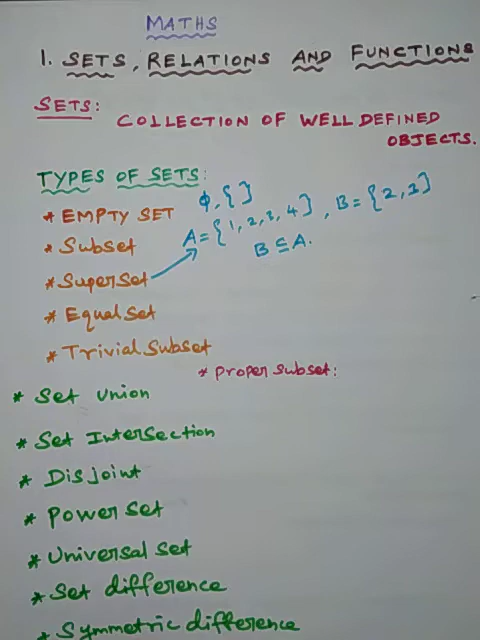 MATHS
1. SETS, RELATIONS AND FUNCTIONS
SETS: COLLECTION OF WELL DEFINED
OBJECTS.
TYPES OF SETS:
* EMPTY SET φ, { }
* Subset
* Superset A = {1, 2, 3, 4}, B = {2, 1}
B ⊆ A.
* Equal set
* Trivial Subset
* Proper subset:
* Set union
* Set Intersection
* Disjoint
* Power set
* Universal set
* Set difference
* Symmetric difference